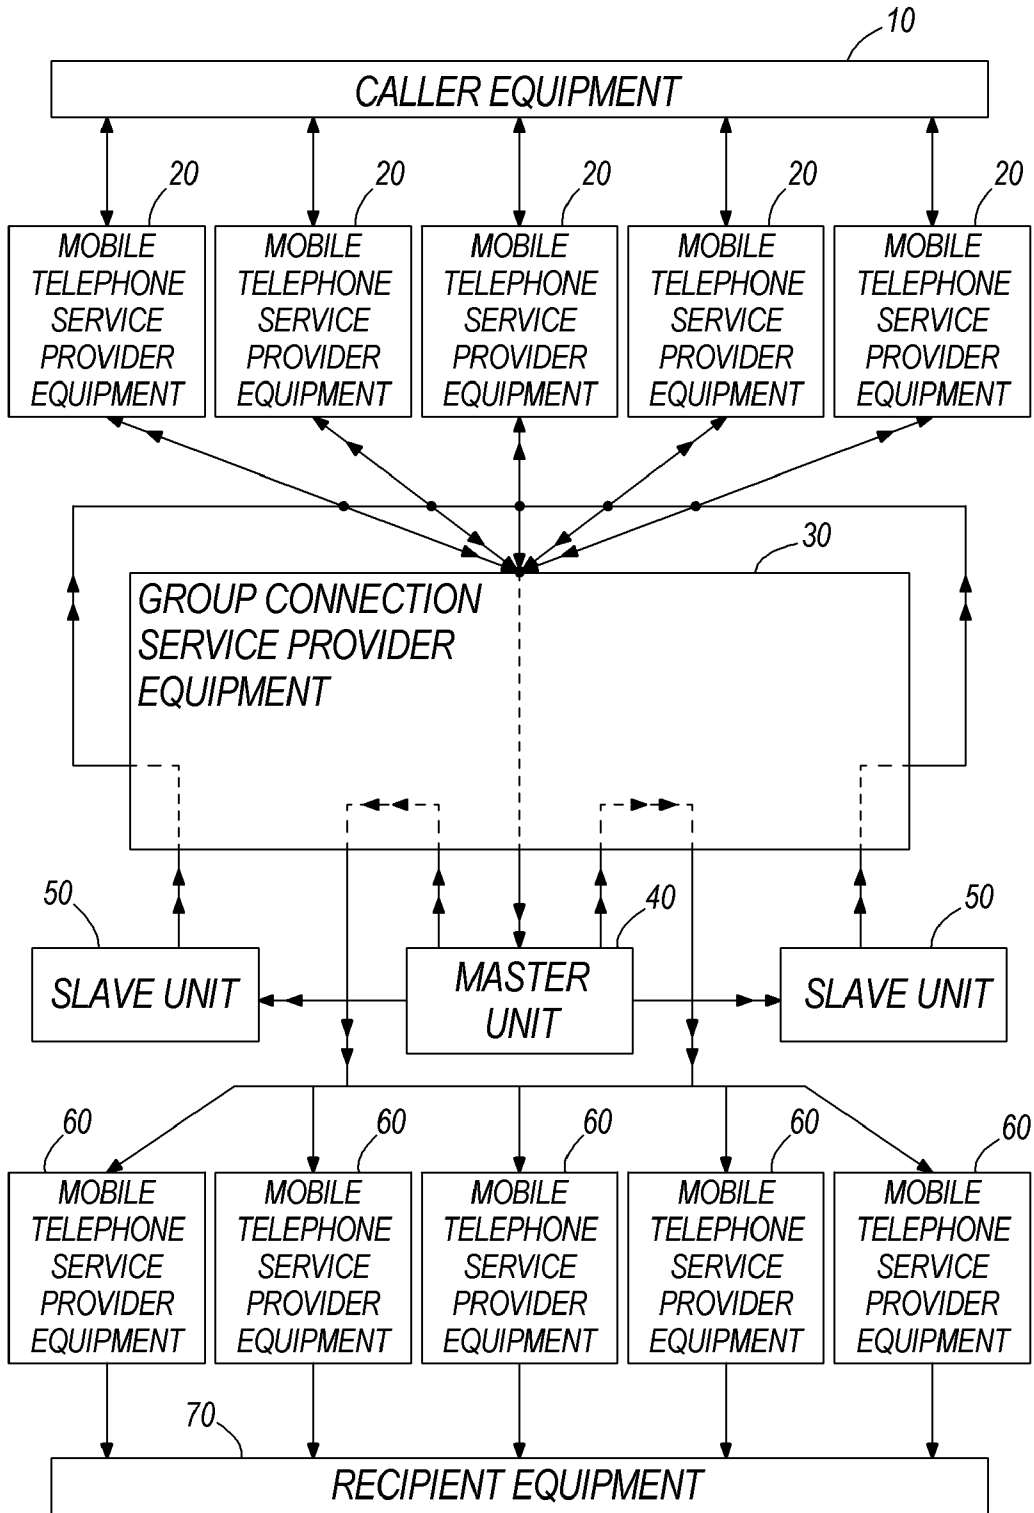 10
CALLER EQUIPMENT
20 20 20 20 20
MOBILE MOBILE MOBILE MOBILE MOBILE
TELEPHONE TELEPHONE TELEPHONE TELEPHONE TELEPHONE
SERVICE SERVICE SERVICE SERVICE SERVICE
PROVIDER PROVIDER PROVIDER PROVIDER PROVIDER
EQUIPMENT EQUIPMENT EQUIPMENT EQUIPMENT EQUIPMENT
30
GROUP CONNECTION
SERVICE PROVIDER
EQUIPMENT
50 40 50
SLAVE UNIT
MASTER
UNIT
SLAVE UNIT
60 60 60 60 60
MOBILE MOBILE MOBILE MOBILE MOBILE
TELEPHONE TELEPHONE TELEPHONE TELEPHONE TELEPHONE
SERVICE SERVICE SERVICE SERVICE SERVICE
PROVIDER PROVIDER PROVIDER PROVIDER PROVIDER
EQUIPMENT EQUIPMENT EQUIPMENT EQUIPMENT EQUIPMENT
70
RECIPIENT EQUIPMENT